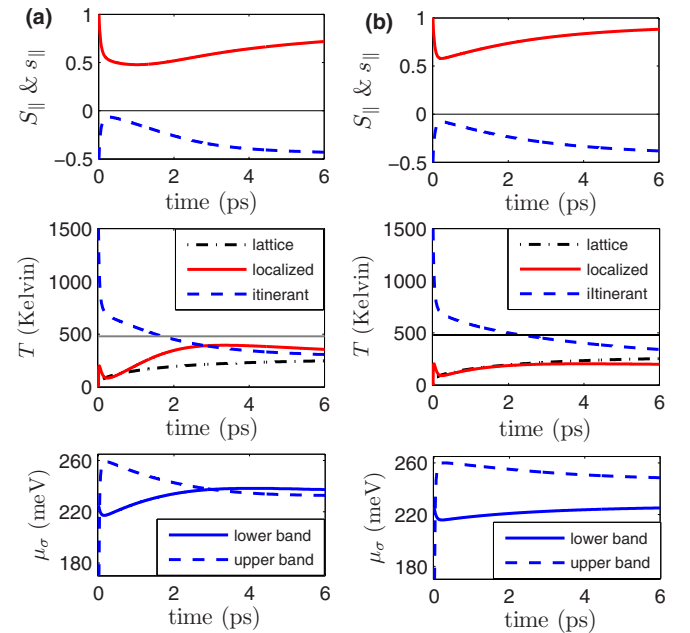 (a)
S∥ & s∥
1
0.5
0
-0.5
0 2 4 6
time (ps)
(b)
S∥ & s∥
1
0.5
0
-0.5
0 2 4 6
time (ps)
T (Kelvin)
1500
1000
500
0
lattice
localized
itinerant
0 2 4 6
time (ps)
T (Kelvin)
1500
1000
500
0
lattice
localized
iltinerant
0 2 4 6
time (ps)
μσ (meV)
260
220
180
lower band
upper band
0 2 4 6
time (ps)
μσ (meV)
260
220
180
lower band
upper band
0 2 4 6
time (ps)